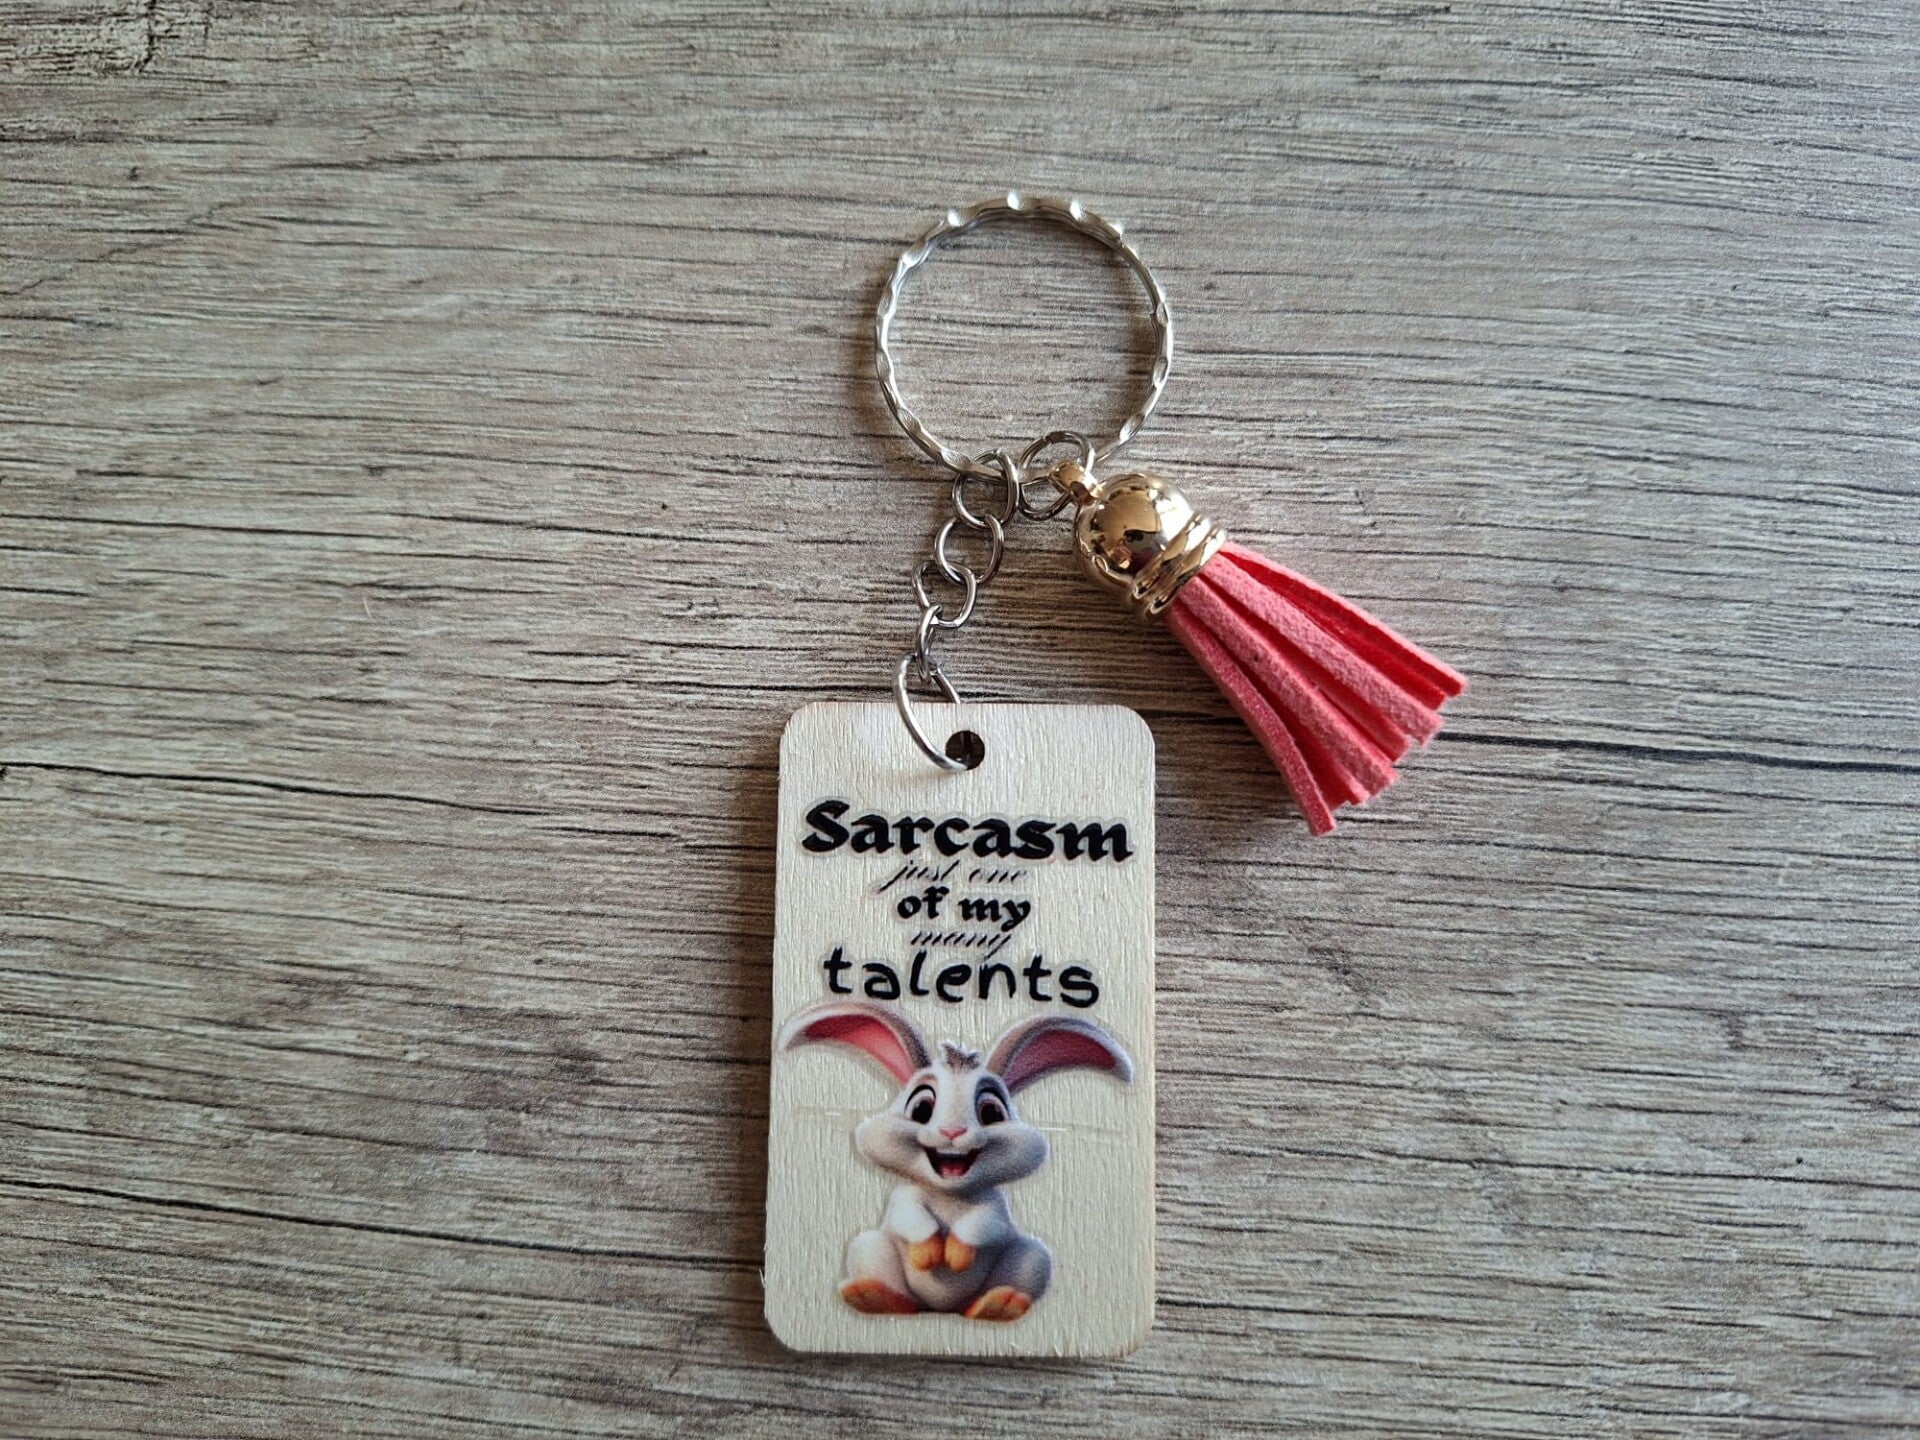 Sarcasm
just one
of my
many
talents